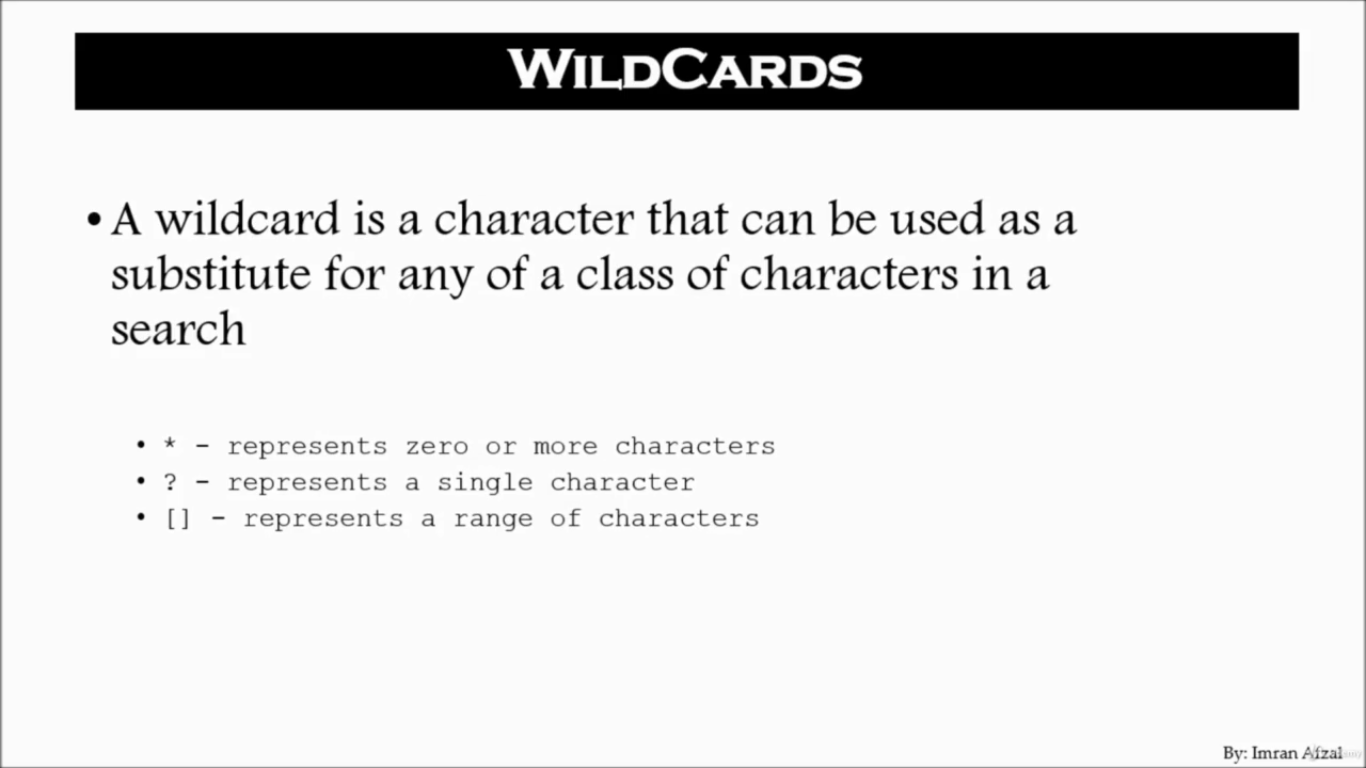 WILDCARDS
• A wildcard is a character that can be used as a
substitute for any of a class of characters in a
search
• * – represents zero or more characters
• ? – represents a single character
• [] – represents a range of characters
By: Imran Afzal